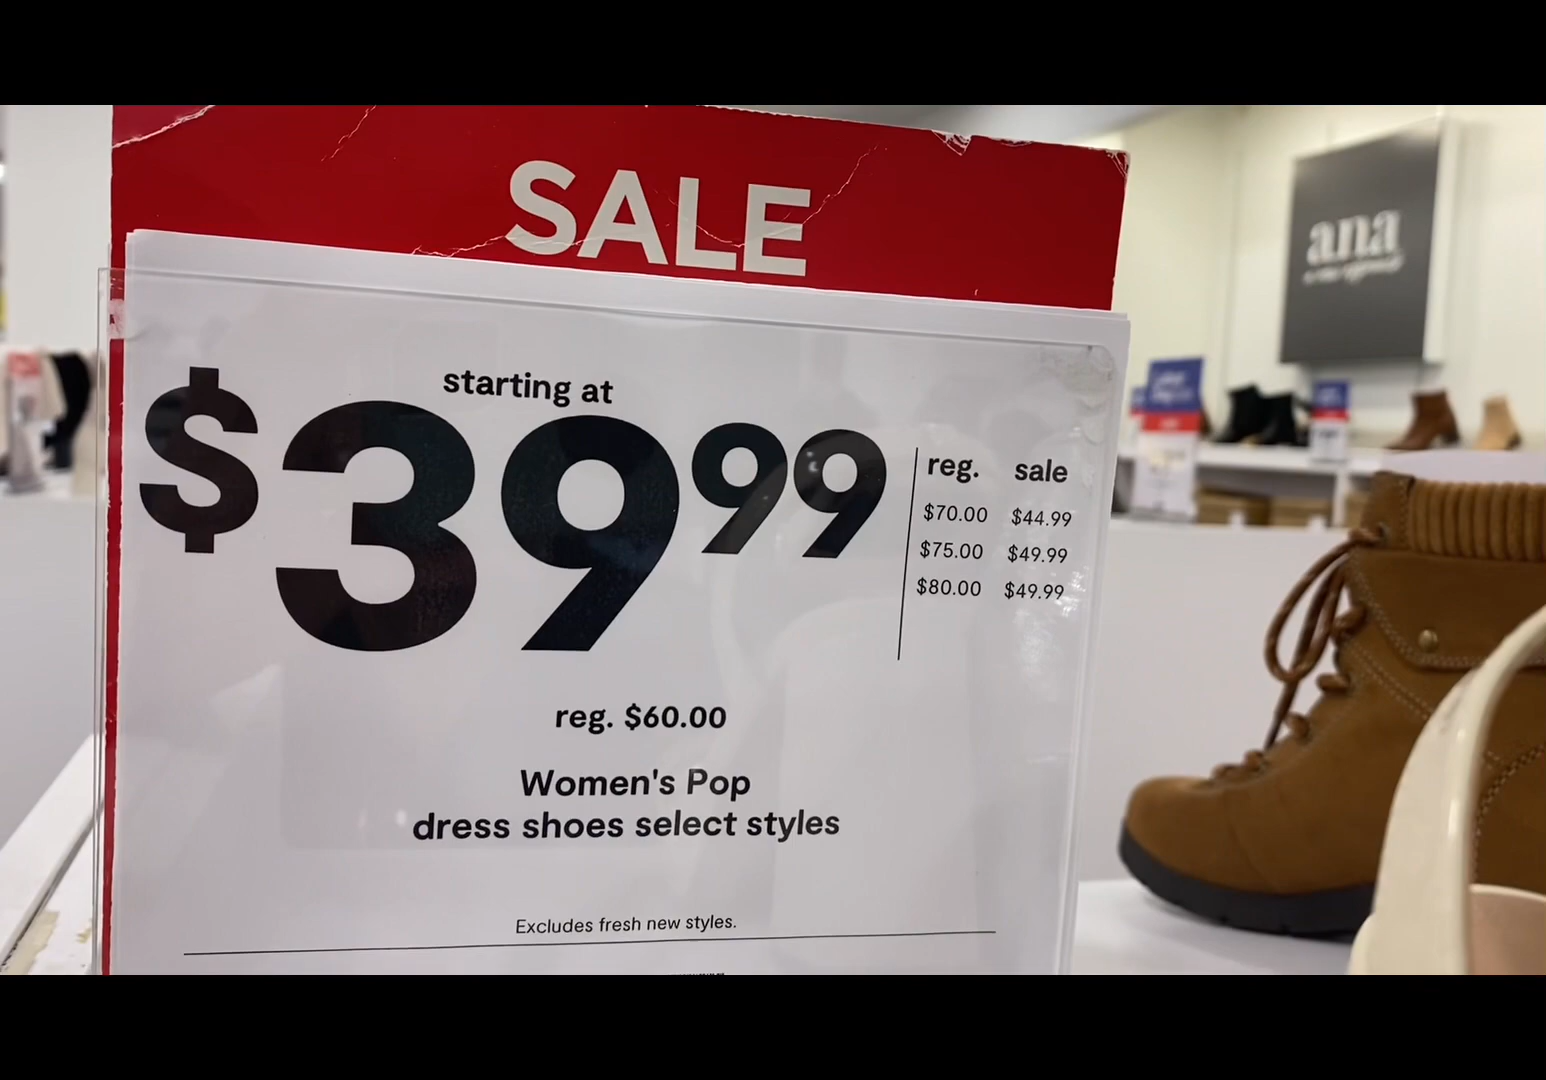 SALE
starting at
$39 99
reg. sale
$70.00 $44.99
$75.00 $49.99
$80.00 $49.99
reg. $60.00
Women's Pop
dress shoes select styles
Excludes fresh new styles.
ana